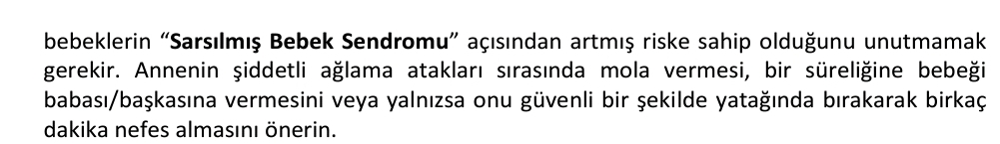 bebeklerin “Sarsılmış Bebek Sendromu” açısından artmış riske sahip olduğunu unutmamak
gerekir. Annenin şiddetli ağlama atakları sırasında mola vermesi, bir süreliğine bebeği
babası/başkasına vermesini veya yalnızsa onu güvenli bir şekilde yatağında bırakarak birkaç
dakika nefes almasını önerin.